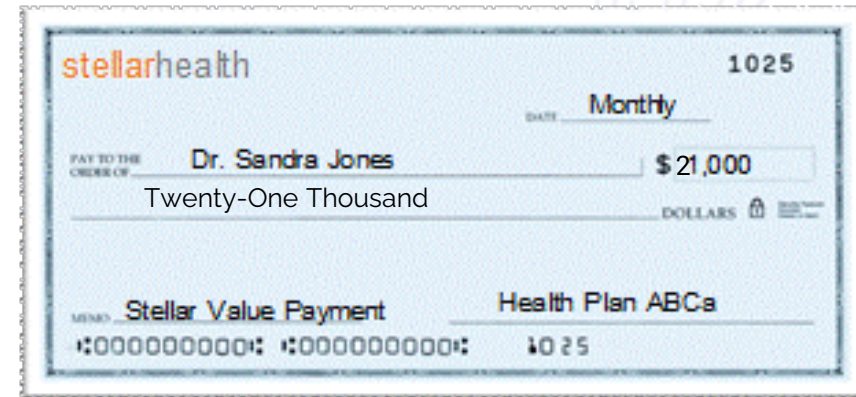 stellarhealth
1025
DATE Monthly
PAY TO THE
ORDER OF Dr. Sandra Jones $ 21,000
Twenty-One Thousand
DOLLARS
MEMO Stellar Value Payment Health Plan ABCa
⑆000000000⑆ ⑆000000000⑆ 1025